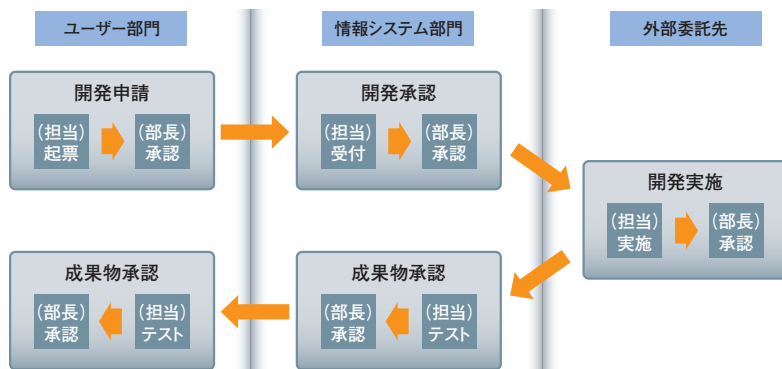 ユーザー部門
情報システム部門
外部委託先
開発申請
(担当)
起票
(部長)
承認
開発承認
(担当)
受付
(部長)
承認
開発実施
(担当)
実施
(部長)
承認
成果物承認
(担当)
テスト
(部長)
承認
成果物承認
(担当)
テスト
(部長)
承認